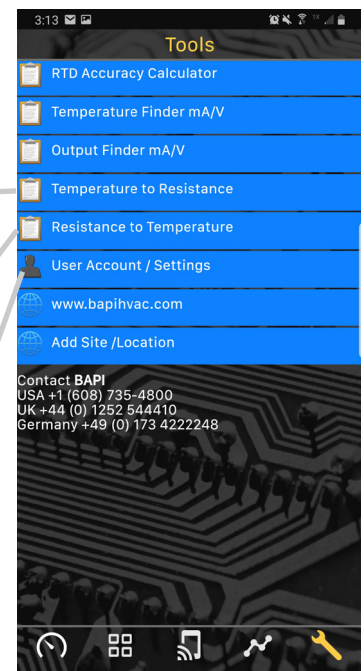 3:13
1X
Tools
RTD Accuracy Calculator
Temperature Finder mA/V
Output Finder mA/V
Temperature to Resistance
Resistance to Temperature
User Account / Settings
www.bapihvac.com
Add Site /Location
Contact BAPI
USA +1 (608) 735-4800
UK +44 (0) 1252 544410
Germany +49 (0) 173 4222248